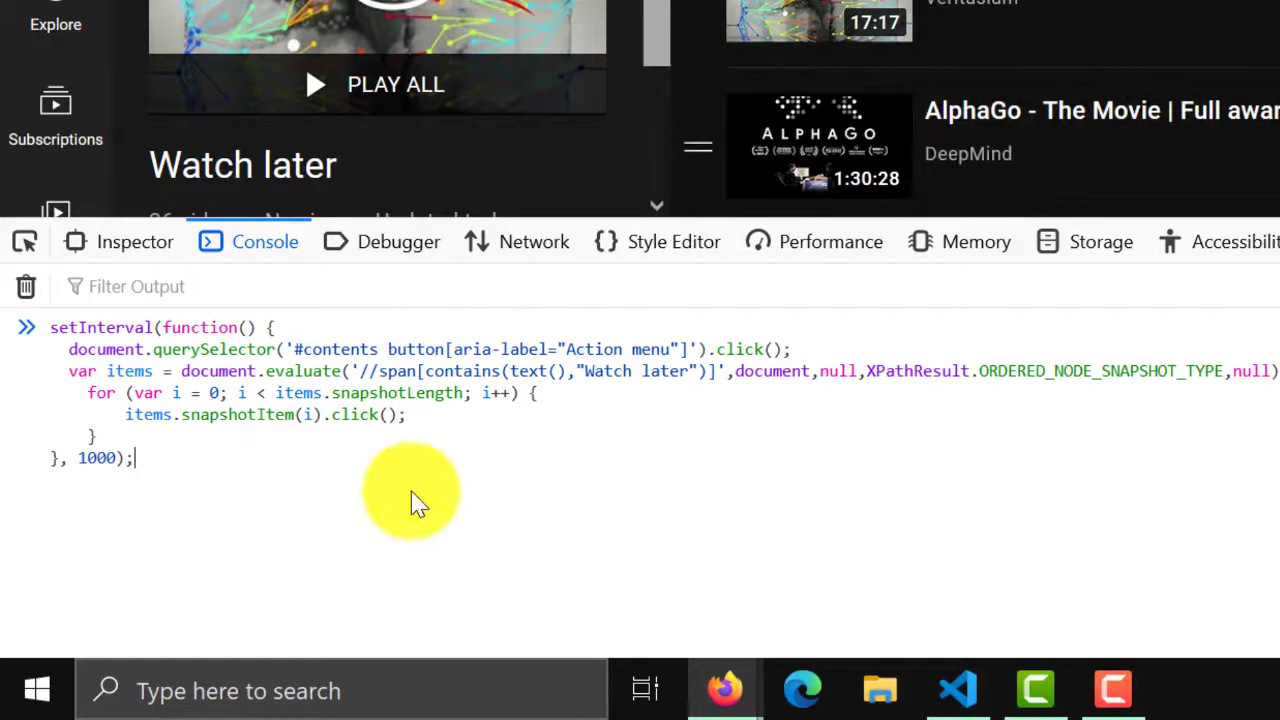 Explore
17:17
PLAY ALL
ALPHAGO
1:30:28
AlphaGo - The Movie | Full awar
DeepMind
Subscriptions
Watch later
Inspector
Console
Debugger
Network
Style Editor
Performance
Memory
Storage
Accessibilit
Filter Output
setInterval(function() {
document.querySelector('#contents button[aria-label="Action menu"]').click();
var items = document.evaluate('//span[contains(text(),"Watch later")]',document,null,XPathResult.ORDERED_NODE_SNAPSHOT_TYPE,null)
for (var i = 0; i < items.snapshotLength; i++) {
items.snapshotItem(i).click();
}
}, 1000);
Type here to search